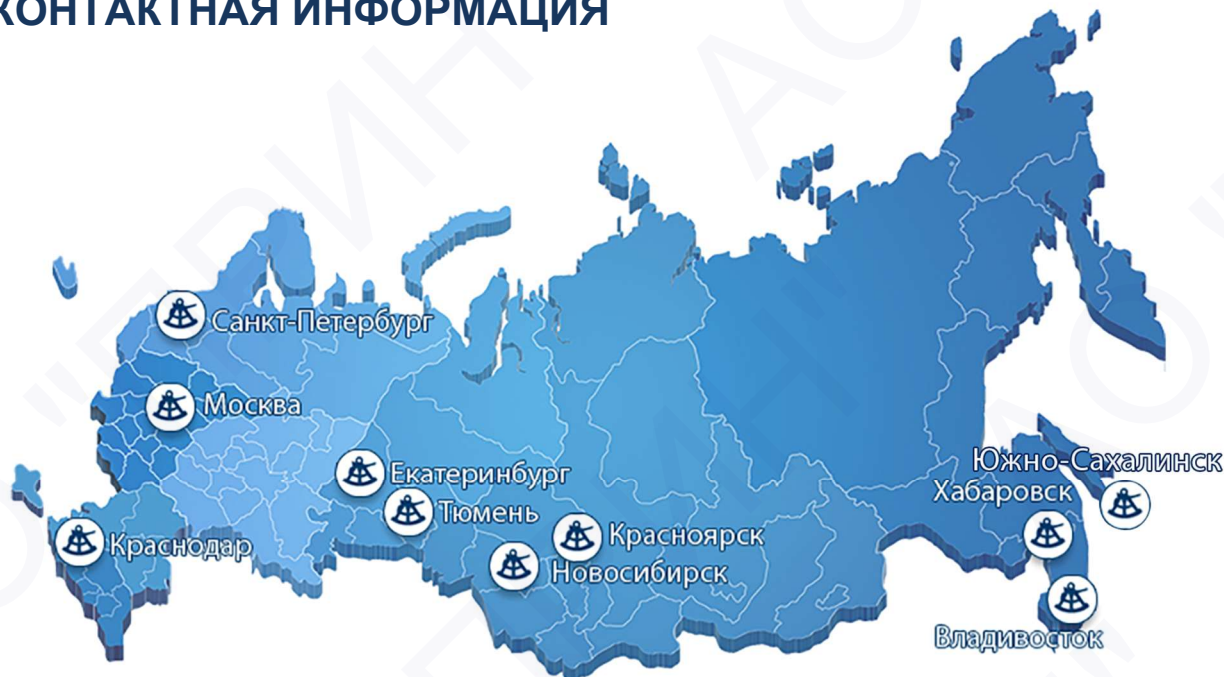 КОНТАКТНАЯ ИНФОРМАЦИЯ
Санкт-Петербург
Москва
Екатеринбург
Тюмень
Краснодар
Красноярск
Новосибирск
Южно-Сахалинск
Хабаровск
Владивосток